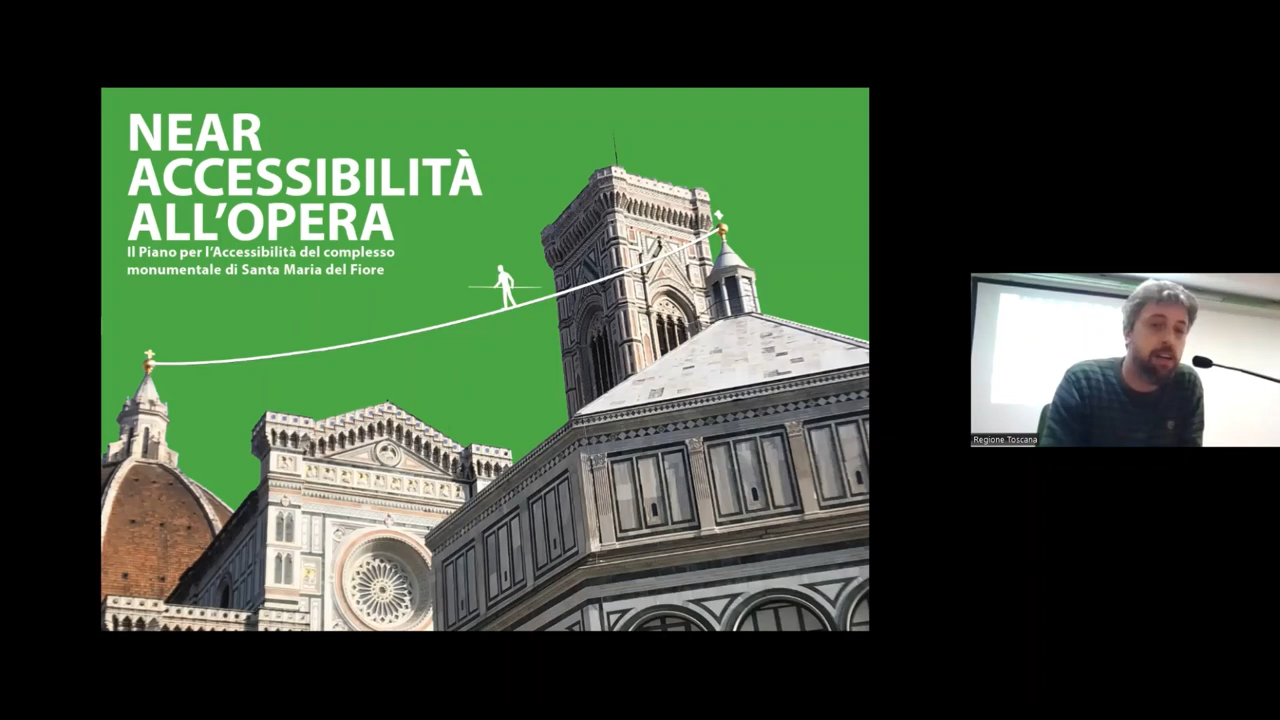 NEAR
ACCESSIBILITÀ
ALL'OPERA
Il Piano per l'Accessibilità del complesso
monumentale di Santa Maria del Fiore
Regione Toscana